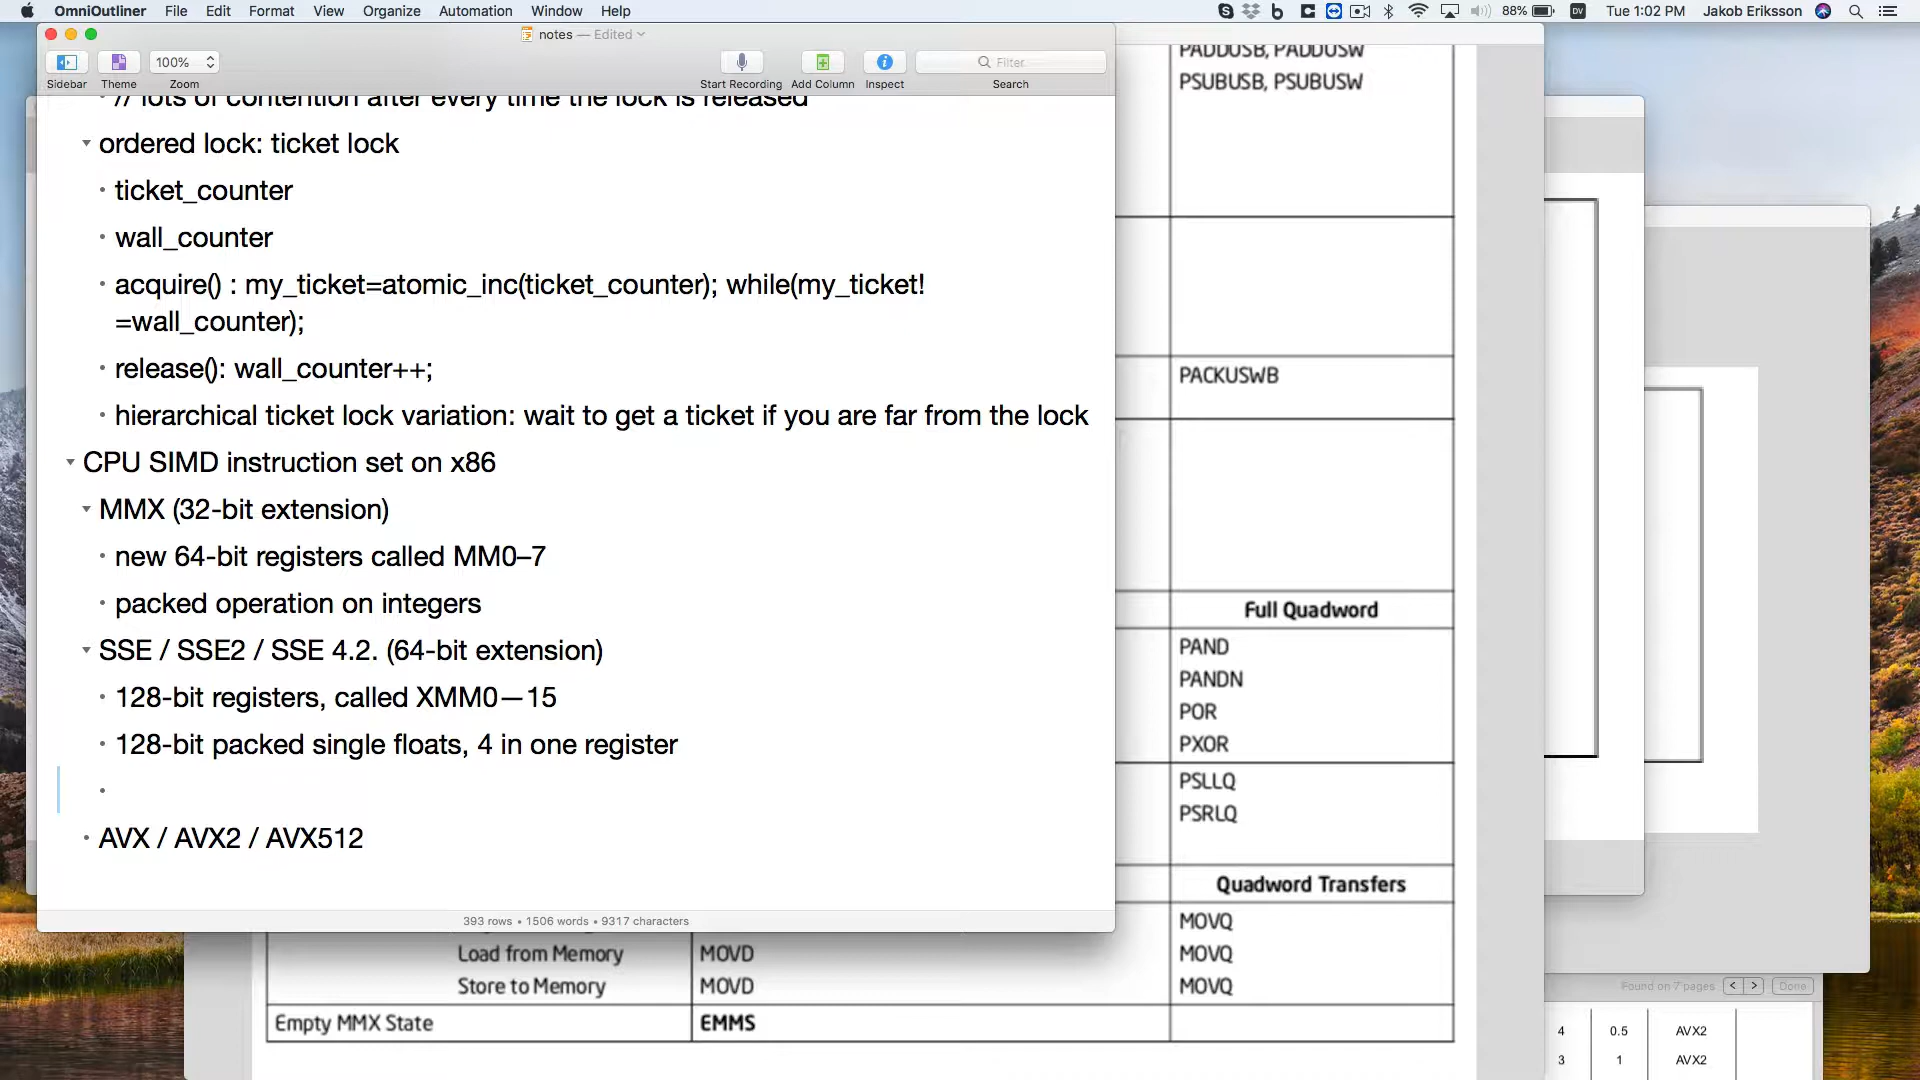 OmniOutliner File Edit Format View Organize Automation Window Help
88% DV Tue 1:02 PM Jakob Eriksson
notes — Edited
100%
Filter
Sidebar Theme Zoom Start Recording Add Column Inspect Search
// lots of contention after every time the lock is released
ordered lock: ticket lock
ticket_counter
wall_counter
acquire() : my_ticket=atomic_inc(ticket_counter); while(my_ticket!
=wall_counter);
release(): wall_counter++;
hierarchical ticket lock variation: wait to get a ticket if you are far from the lock
CPU SIMD instruction set on x86
MMX (32-bit extension)
new 64-bit registers called MM0–7
packed operation on integers
SSE / SSE2 / SSE 4.2. (64-bit extension)
128-bit registers, called XMM0—15
128-bit packed single floats, 4 in one register
AVX / AVX2 / AVX512
393 rows • 1506 words • 9317 characters
PADDUSB, PADDUSW
PSUBUSB, PSUBUSW
PACKUSWB
Full Quadword
PAND
PANDN
POR
PXOR
PSLLQ
PSRLQ
Quadword Transfers
MOVQ
Load from Memory MOVD MOVQ
Store to Memory MOVD MOVQ
Empty MMX State EMMS
Found on 7 pages < > Done
4 0.5 AVX2
3 1 AVX2